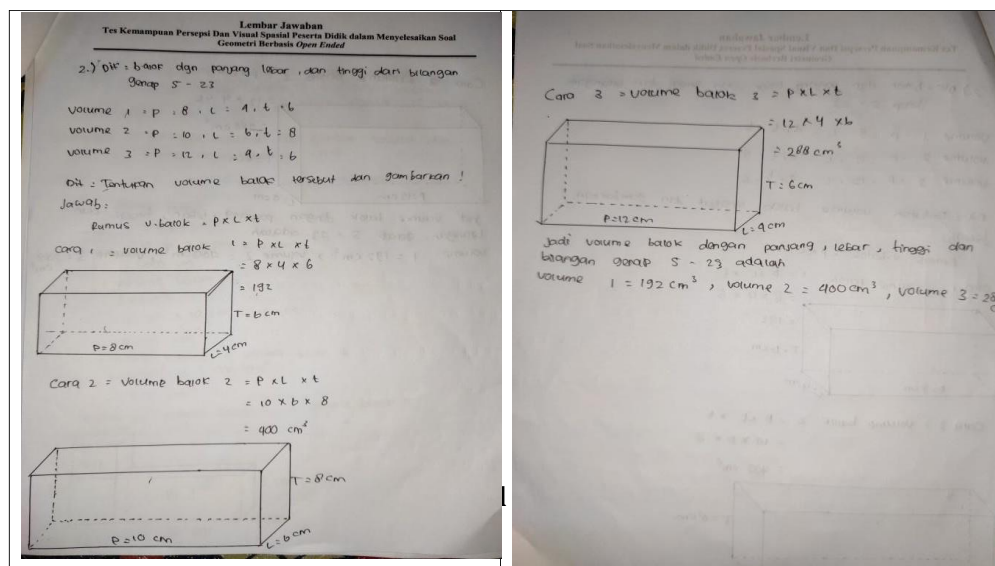 Lembar Jawaban
Tes Kemampuan Persepsi Dan Visual Spasial Peserta Didik dalam Menyelesaikan Soal
Geometri Berbasis Open Ended
2.) Dit = balok dgn panjang lebar, dan tinggi dari bilangan
genap 5 - 23
Volume 1 = P = 8, L = 4, t = 6
Volume 2 = P = 10, L = 6, t = 8
Volume 3 = P = 12, L = 4, t = 6
Dit = Tentukan volume balok tersebut dan gambarkan!
Jawab:
Rumus v. balok = P x L x t
Cara 1 = volume balok 1 = P x L x t
= 8 x 4 x 6
= 192
T = 6 cm
P = 8 cm
L = 4 cm
Cara 2 = Volume balok 2 = P x L x t
= 10 x 6 x 8
= 400 cm³
T = 8 cm
P = 10 cm
L = 6 cm
Cara 3 = Volume balok 3 = P x L x t
= 12 x 4 x 6
= 288 cm³
T = 6 cm
P = 12 cm
L = 4 cm
Jadi volume balok dengan panjang, lebar, tinggi dari
bilangan genap 5 - 23 adalah
Volume 1 = 192 cm³, volume 2 = 400 cm³, volume 3 = 28